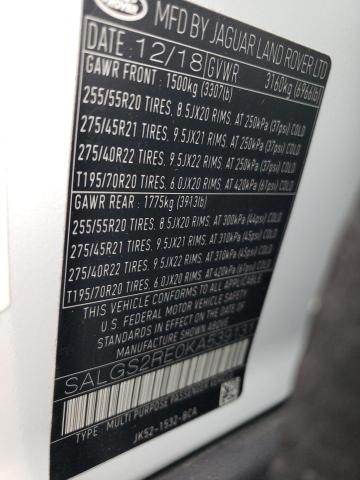 ROVER
MFD BY JAGUAR LAND ROVER LTD
DATE: 12/18 GVWR: 3160kg (6966lb)
GAWR FRONT : 1500kg (3307lb)
255/55R20 TIRES, 8.5JX20 RIMS, AT 250kPa (37psi) COLD
275/45R21 TIRES, 9.5JX21 RIMS, AT 250kPa (37psi) COLD
275/40R22 TIRES, 9.5JX22 RIMS, AT 250kPa (37psi) COLD
T195/70R20 TIRES, 6.0JX20 RIMS, AT 420kPa (61psi) COLD
GAWR REAR : 1775kg (3913lb)
255/55R20 TIRES, 8.5JX20 RIMS, AT 300kPa (44psi) COLD
275/45R21 TIRES, 9.5JX21 RIMS, AT 310kPa (45psi) COLD
275/40R22 TIRES, 9.5JX22 RIMS, AT 310kPa (45psi) COLD
T195/70R20 TIRES, 6.0JX20 RIMS, AT 420kPa (61psi) COLD
THIS VEHICLE CONFORMS TO ALL APPLICABLE
U.S. FEDERAL MOTOR VEHICLE SAFETY
STANDARDS IN EFFECT ON THE DATE OF
MANUFACTURE SHOWN ABOVE
SALGS2RE0KA539131
TYPE: MULTI PURPOSE PASSENGER VEHICLE
JK52-1532-BCA